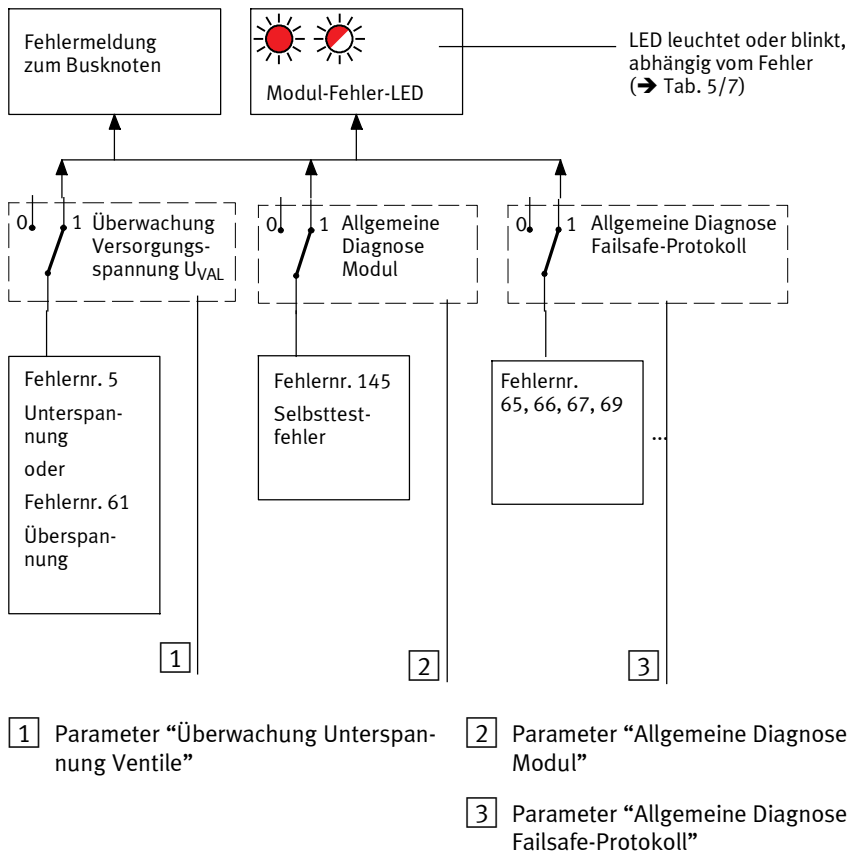 Fehlermeldung
zum Busknoten
Modul-Fehler-LED
LED leuchtet oder blinkt,
abhängig vom Fehler
(➔ Tab. 5/7)
0 1 Überwachung
Versorgungs-
spannung UVAL
0 1 Allgemeine
Diagnose
Modul
0 1 Allgemeine Diagnose
Failsafe-Protokoll
Fehlernr. 5
Unterspan-
nung
oder
Fehlernr. 61
Überspan-
nung
Fehlernr. 145
Selbsttest-
fehler
Fehlernr.
65, 66, 67, 69
...
1
2
3
1 Parameter “Überwachung Unterspan-
nung Ventile”
2 Parameter “Allgemeine Diagnose
Modul”
3 Parameter “Allgemeine Diagnose
Failsafe-Protokoll”